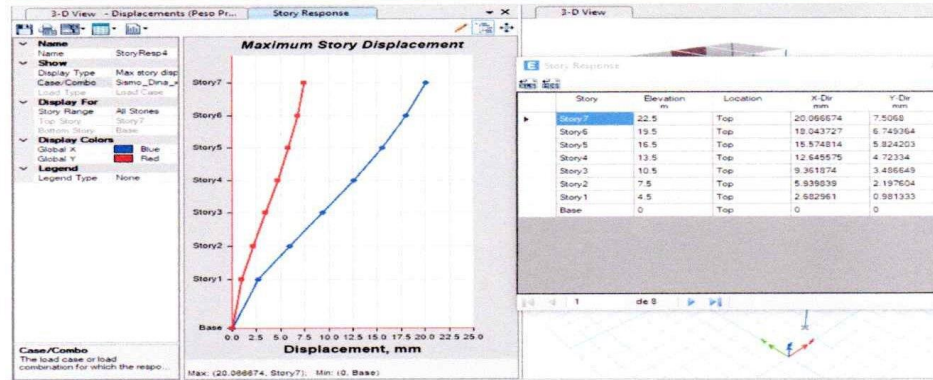 3-D View - Displacements (Peso Pr...
Story Response
3-D View
Name
Name StoryResp4
Show
Display Type Max story disp
Case/Combo Sismo_Dina_x
Load Type Load Case
Display For
Story Range All Stories
Top Story Story7
Bottom Story Base
Display Colors
Global X Blue
Global Y Red
Legend
Legend Type None
Case/Combo
The load case or load
combination for which the respo...
Maximum Story Displacement
Story7
Story6
Story5
Story4
Story3
Story2
Story1
Base
0.0 2.5 5.0 7.5 10.0 12.5 15.0 17.5 20.0 22.5 25.0
Displacement, mm
Max: (20.066674, Story7); Min: (0, Base)
E Story Response
Story Elevation Location X-Dir Y-Dir
m mm mm
Story7 22.5 Top 20.066674 7.5068
Story6 19.5 Top 18.043727 6.749364
Story5 16.5 Top 15.574814 5.824203
Story4 13.5 Top 12.645575 4.72334
Story3 10.5 Top 9.361874 3.486649
Story2 7.5 Top 5.939839 2.197604
Story1 4.5 Top 2.682961 0.981333
Base 0 Top 0 0
1 de 8